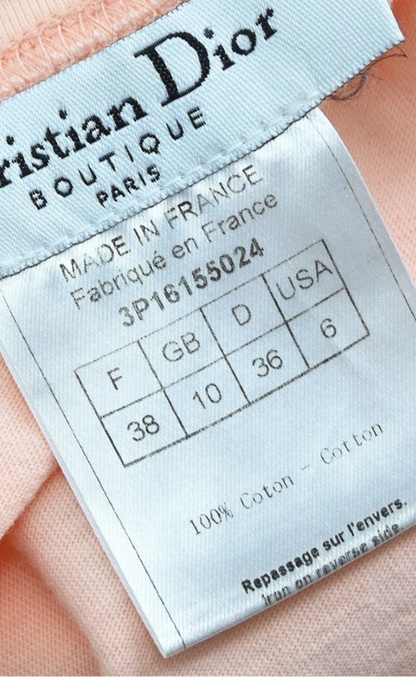 ristian Dior
BOUTIQUE
PARIS
MADE IN FRANCE
Fabriqué en France
3P16155024
F GB D USA
38 10 36 6
100% Coton - Cotton
Repassage sur l'envers.
Iron on reverse side